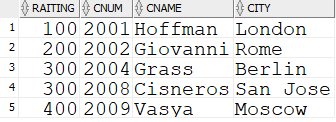 RAITING CNUM CNAME CITY
1 100 2001 Hoffman London
2 200 2002 Giovanni Rome
3 300 2004 Grass Berlin
4 300 2008 Cisneros San Jose
5 400 2009 Vasya Moscow